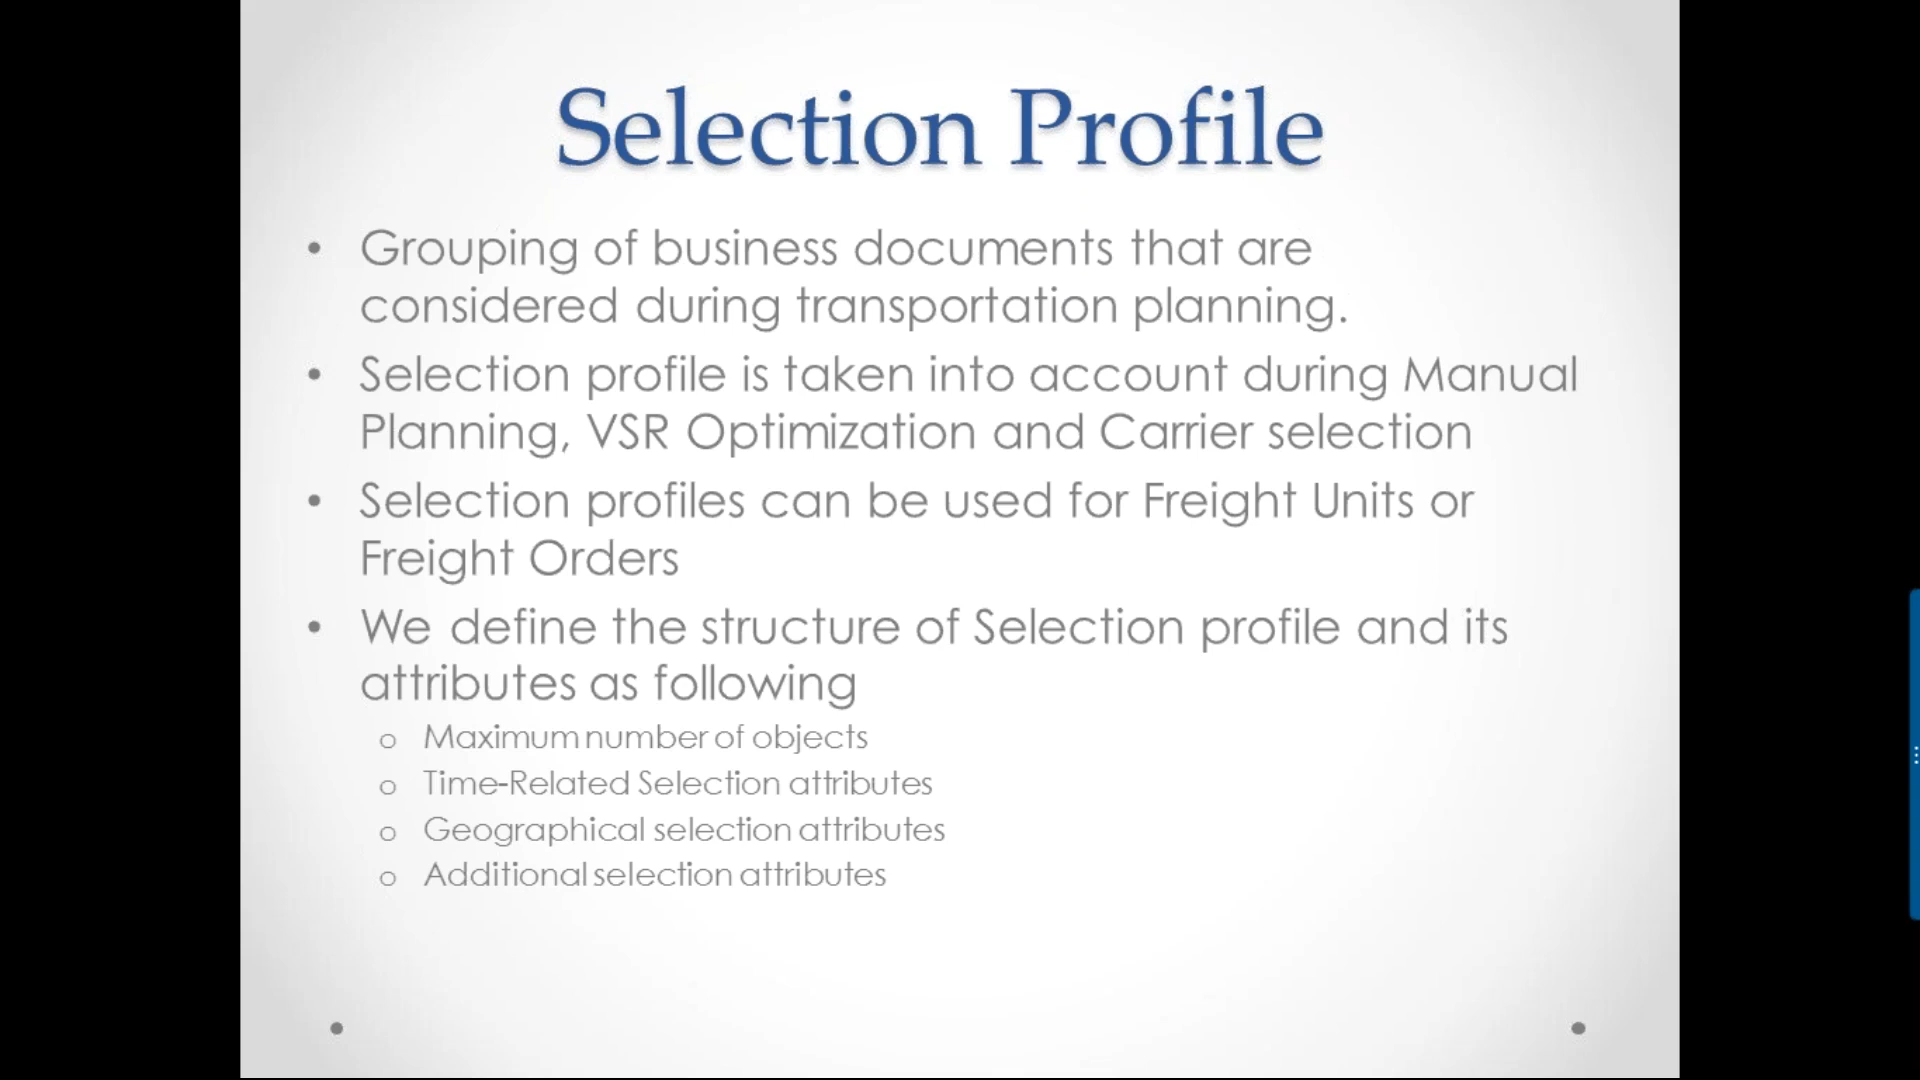 Selection Profile
• Grouping of business documents that are
considered during transportation planning.
• Selection profile is taken into account during Manual
Planning, VSR Optimization and Carrier selection
• Selection profiles can be used for Freight Units or
Freight Orders
• We define the structure of Selection profile and its
attributes as following
o Maximum number of objects
o Time-Related Selection attributes
o Geographical selection attributes
o Additional selection attributes